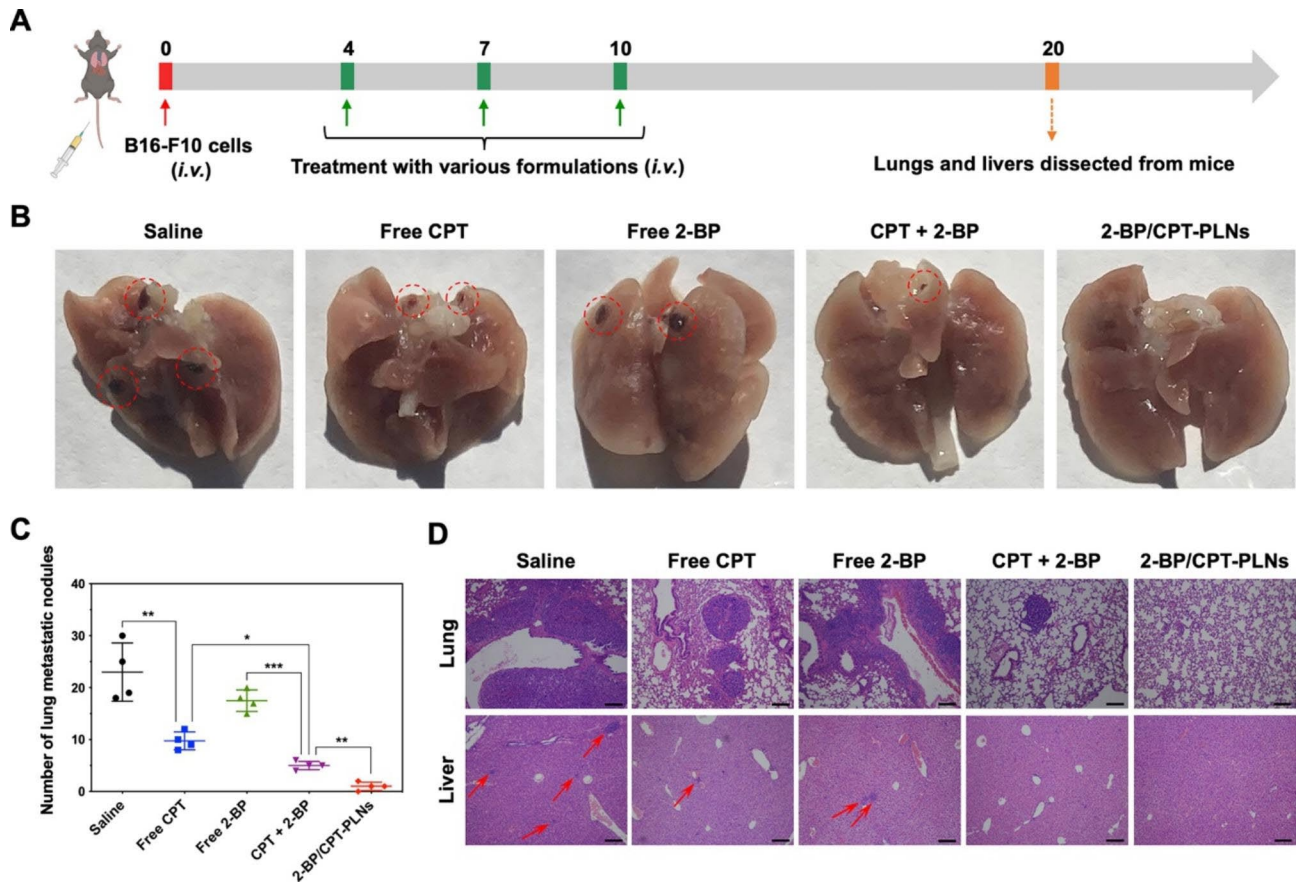 A
0 4 7 10 20
B16-F10 cells
(i.v.)
Treatment with various formulations (i.v.)
Lungs and livers dissected from mice
B
Saline Free CPT Free 2-BP CPT + 2-BP 2-BP/CPT-PLNs
C
Number of lung metastatic nodules
40
30
20
10
0
**
*
***
**
Saline
Free CPT
Free 2-BP
CPT + 2-BP
2-BP/CPT-PLNs
D
Saline Free CPT Free 2-BP CPT + 2-BP 2-BP/CPT-PLNs
Lung
Liver